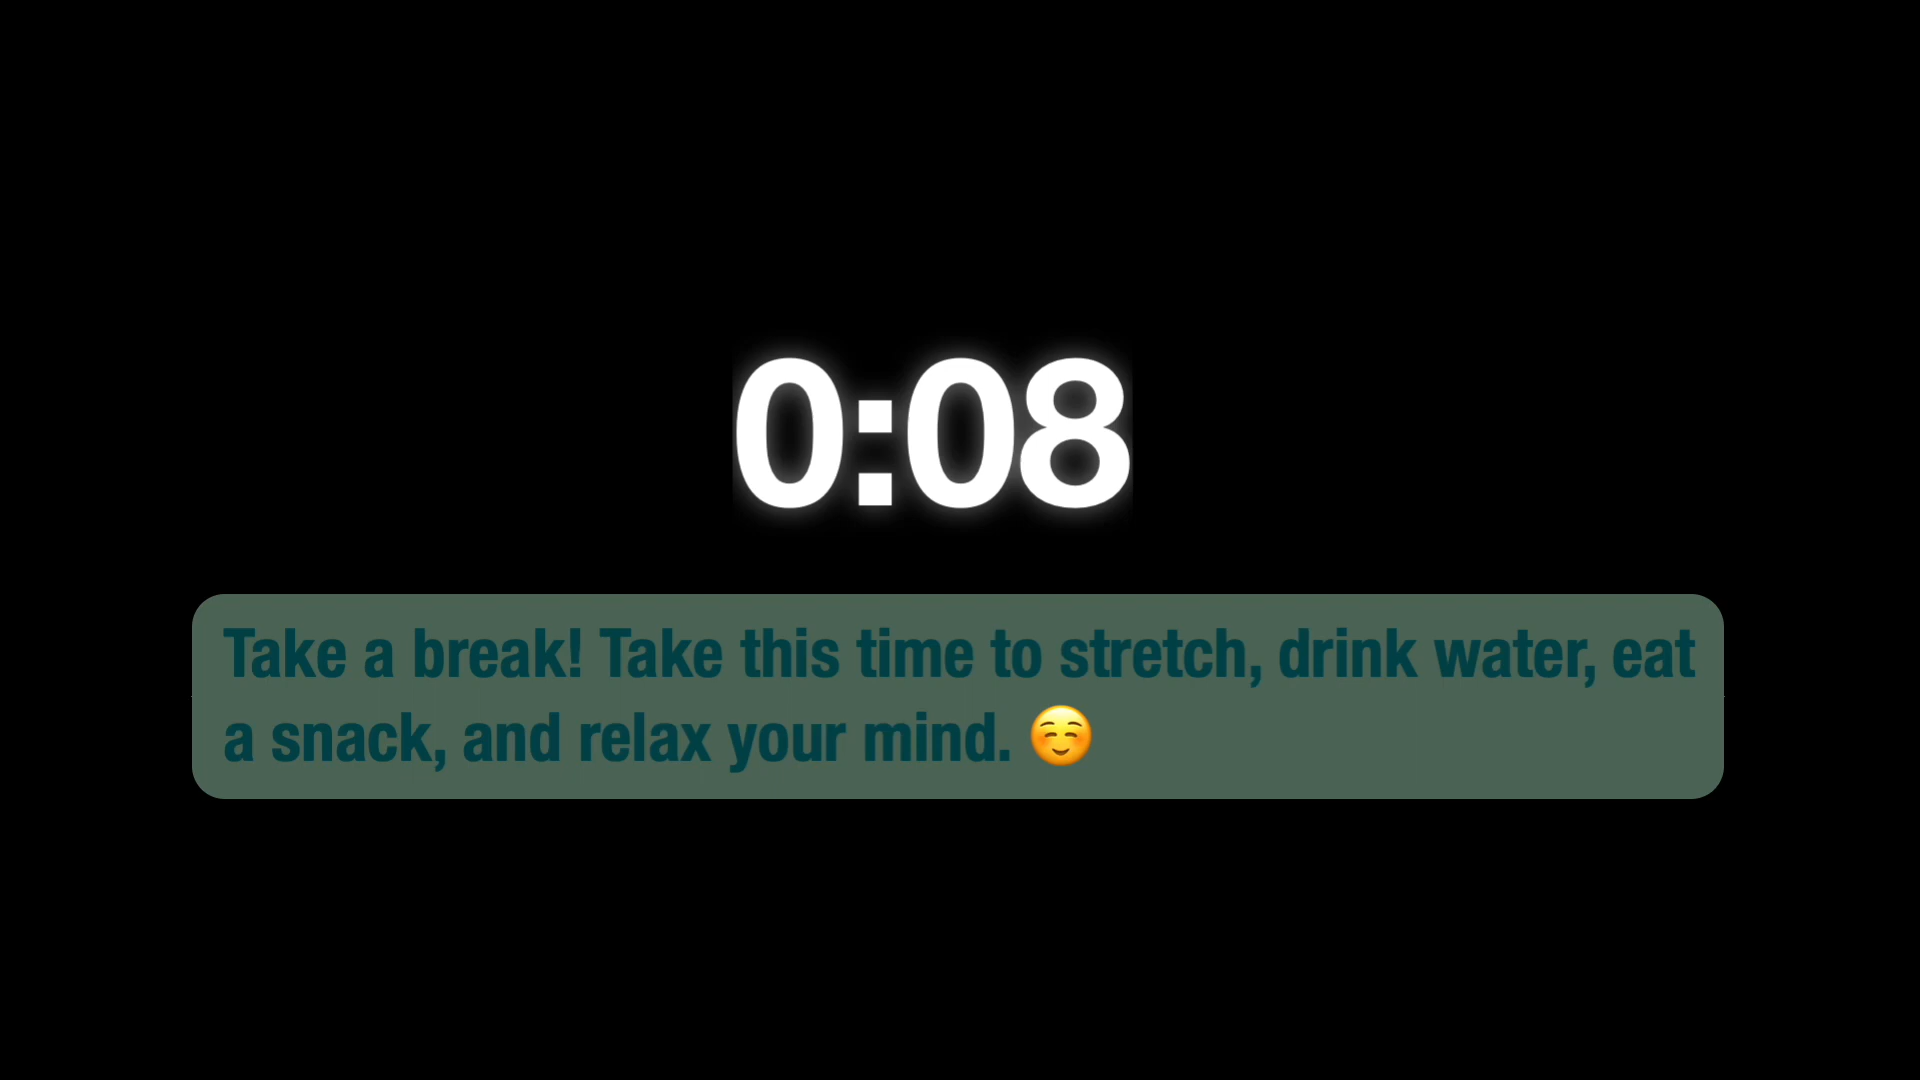 0:08
Take a break! Take this time to stretch, drink water, eat
a snack, and relax your mind. ☺️